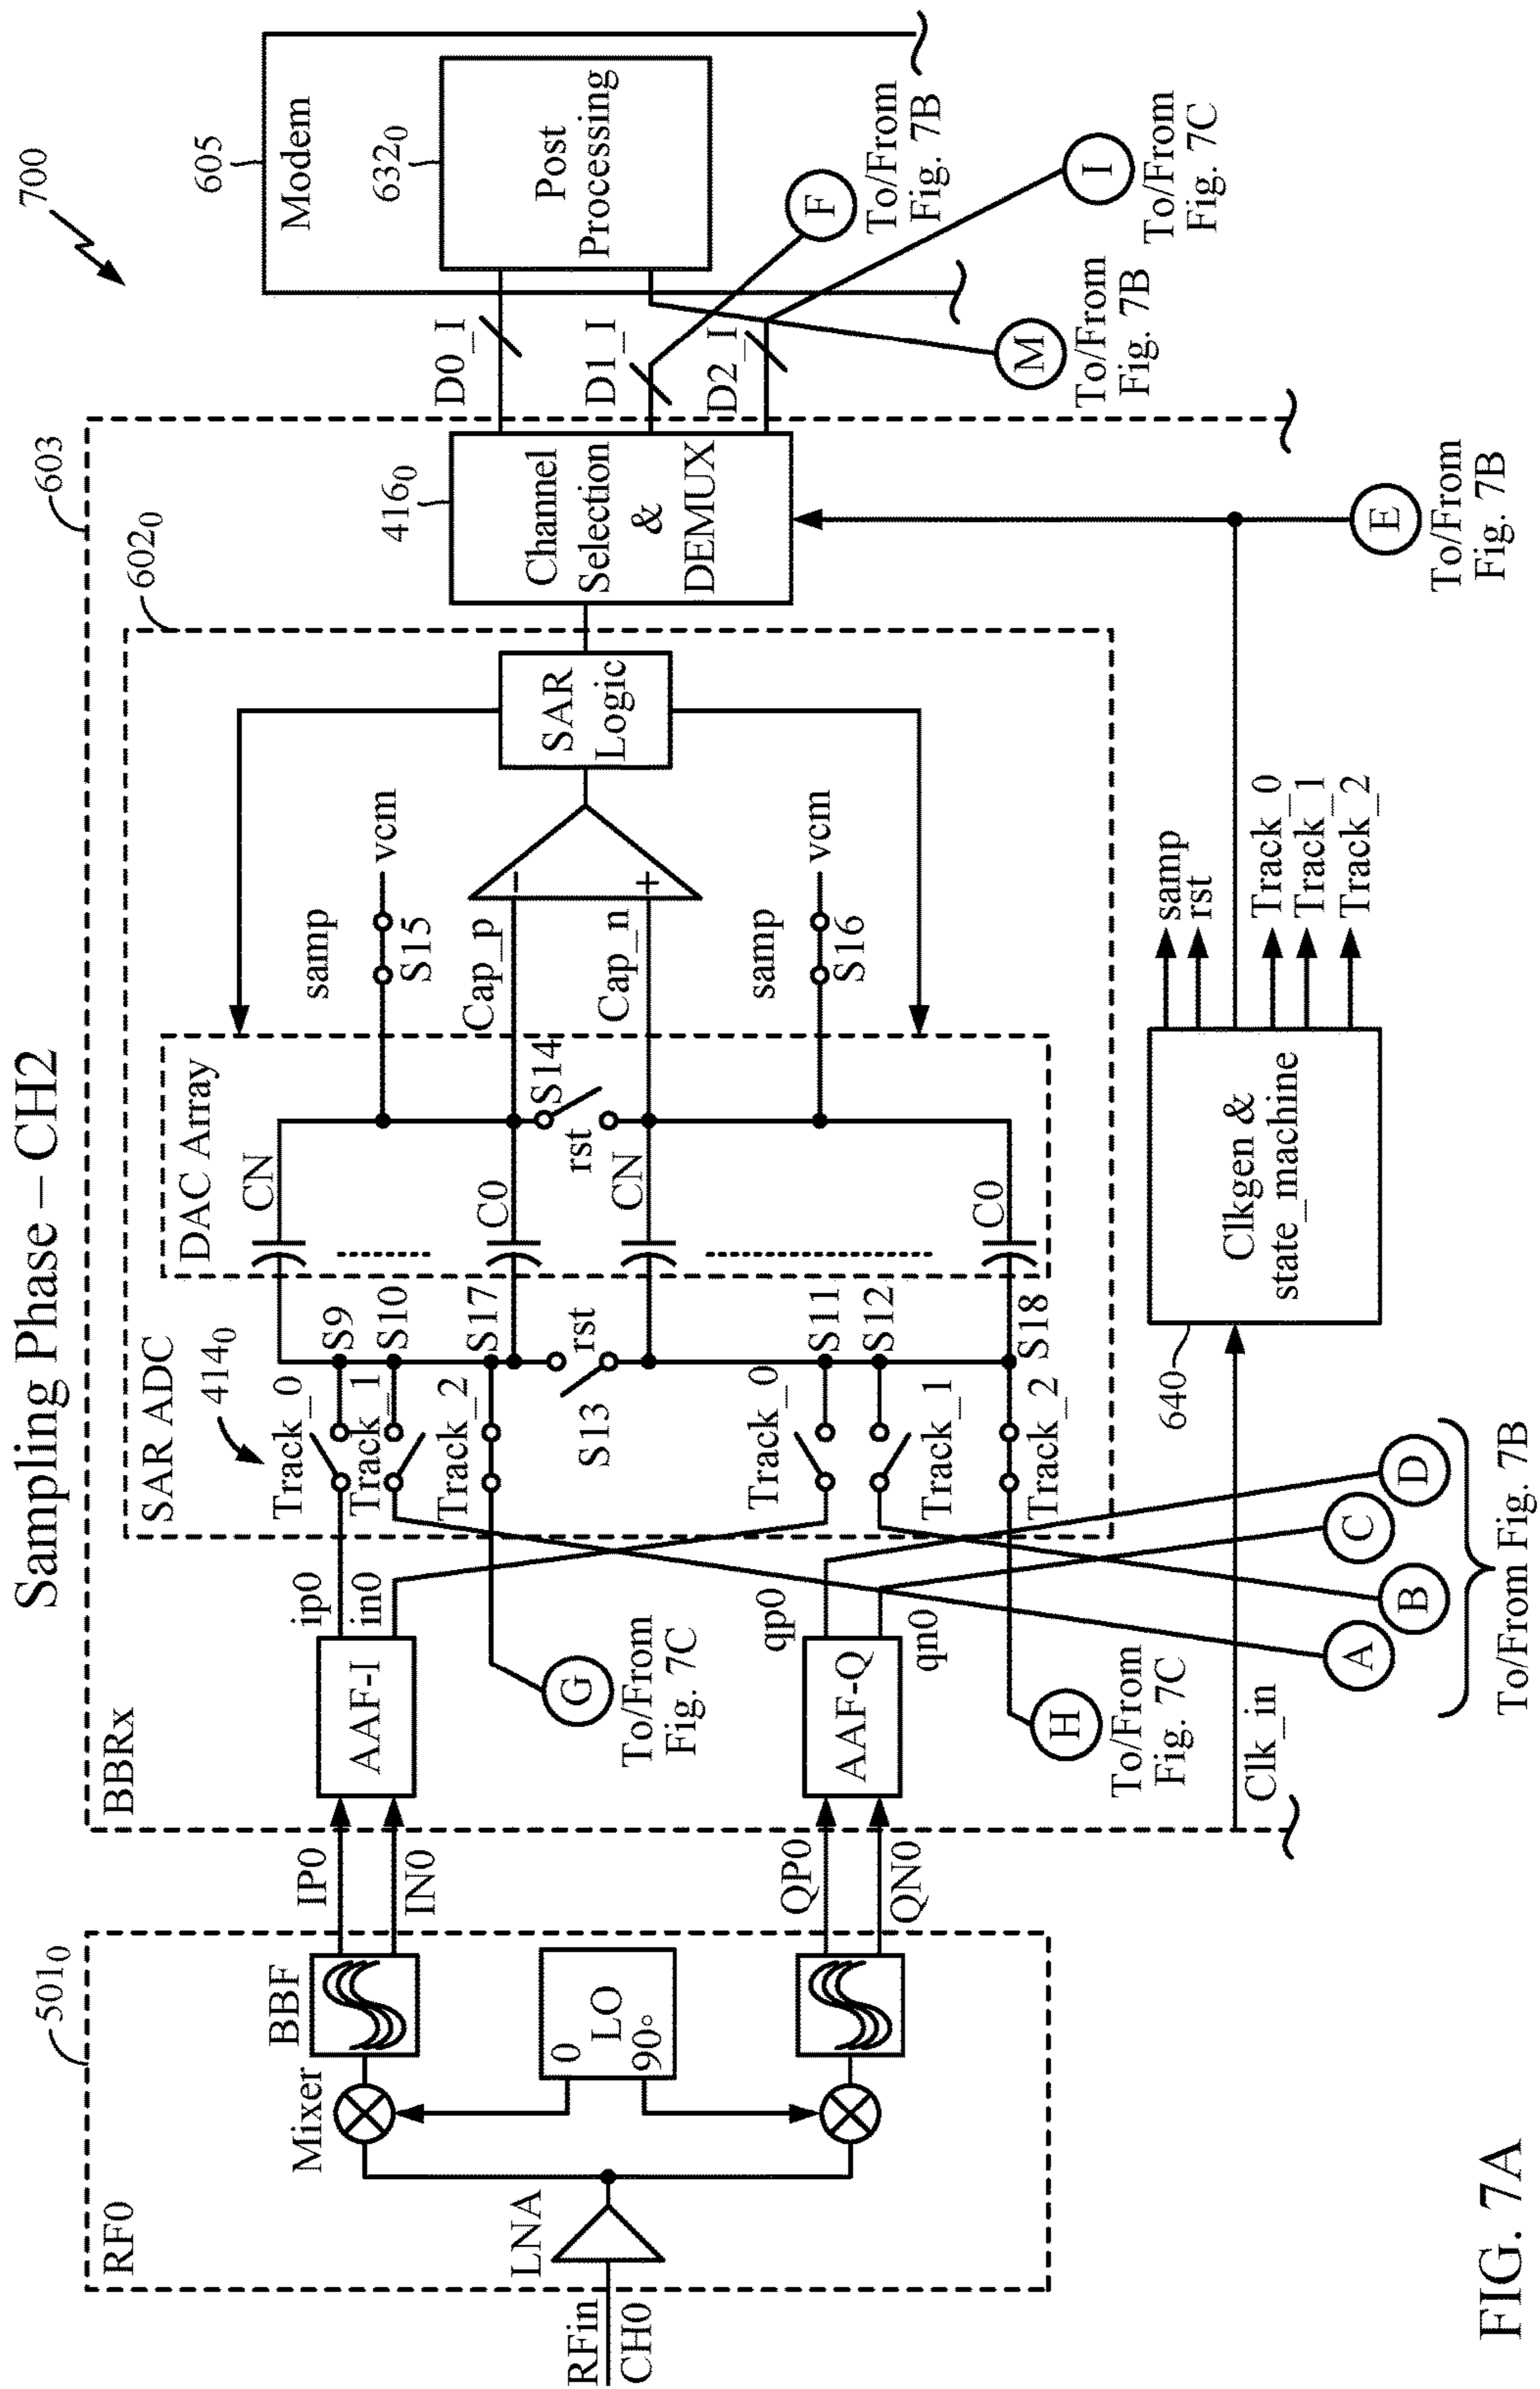 Sampling Phase – CH2
700
501₀
RF0
RFin
CH0
LNA
Mixer
BBF
LO
0
90°
IP0
IN0
QP0
QN0
603
BBRx
AAF-I
ip0
in0
AAF-Q
qp0
qn0
G
To/From
Fig. 7C
H
To/From
Fig. 7C
602₀
SAR ADC
414₀
Track_0
S9
Track_1
S10
Track_2
S17
S13
rst
Track_0
S11
Track_1
S12
Track_2
S18
DAC Array
CN
C0
CN
C0
rst
S14
samp
S15
vcm
Cap_p
Cap_n
samp
S16
vcm
−
+
SAR
Logic
416₀
Channel
Selection
&
DEMUX
D0_I
D1_I
D2_I
605
Modem
632₀
Post
Processing
F
To/From
Fig. 7B
I
To/From
Fig. 7C
M
To/From
Fig. 7B
E
To/From
Fig. 7B
Clk_in
640
Clkgen &
state_machine
samp
rst
Track_0
Track_1
Track_2
A
B
C
D
To/From Fig. 7B
FIG. 7A